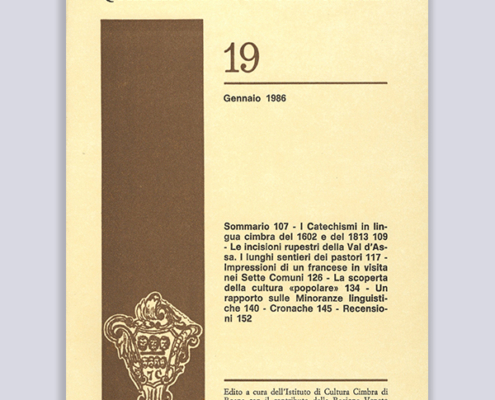 19
Gennaio 1986
Sommario 107 - I Catechismi in lin-
gua cimbra del 1602 e del 1813 109
- Le incisioni rupestri della Val d'As-
sa. I lunghi sentieri dei pastori 117 -
Impressioni di un francese in visita
nei Sette Comuni 126 - La scoperta
della cultura «popolare» 134 - Un
rapporto sulle Minoranze linguisti-
che 140 - Cronache 145 - Recensio-
ni 152
Edito a cura dell'Istituto di Cultura Cimbra di